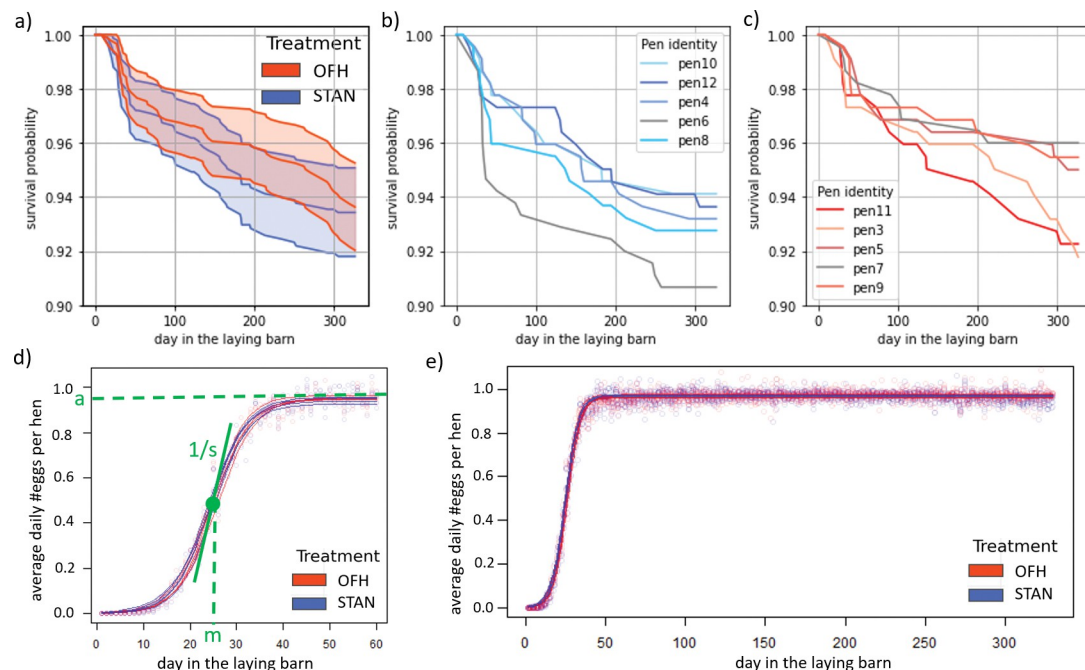 a)
1.00
0.98
0.96
0.94
0.92
0.90
survival probability
0
100
200
300
day in the laying barn
Treatment
OFH
STAN
b)
1.00
0.98
0.96
0.94
0.92
0.90
survival probability
0
100
200
300
day in the laying barn
Pen identity
pen10
pen12
pen4
pen6
pen8
c)
1.00
0.98
0.96
0.94
0.92
0.90
survival probability
0
100
200
300
day in the laying barn
Pen identity
pen11
pen3
pen5
pen7
pen9
d)
1.0
a
0.8
0.6
0.4
0.2
0.0
average daily #eggs per hen
1/s
Treatment
OFH
STAN
0
10
20
m
30
40
50
60
day in the laying barn
e)
1.0
0.8
0.6
0.4
0.2
0.0
average daily #eggs per hen
Treatment
OFH
STAN
0
50
100
150
200
250
300
day in the laying barn